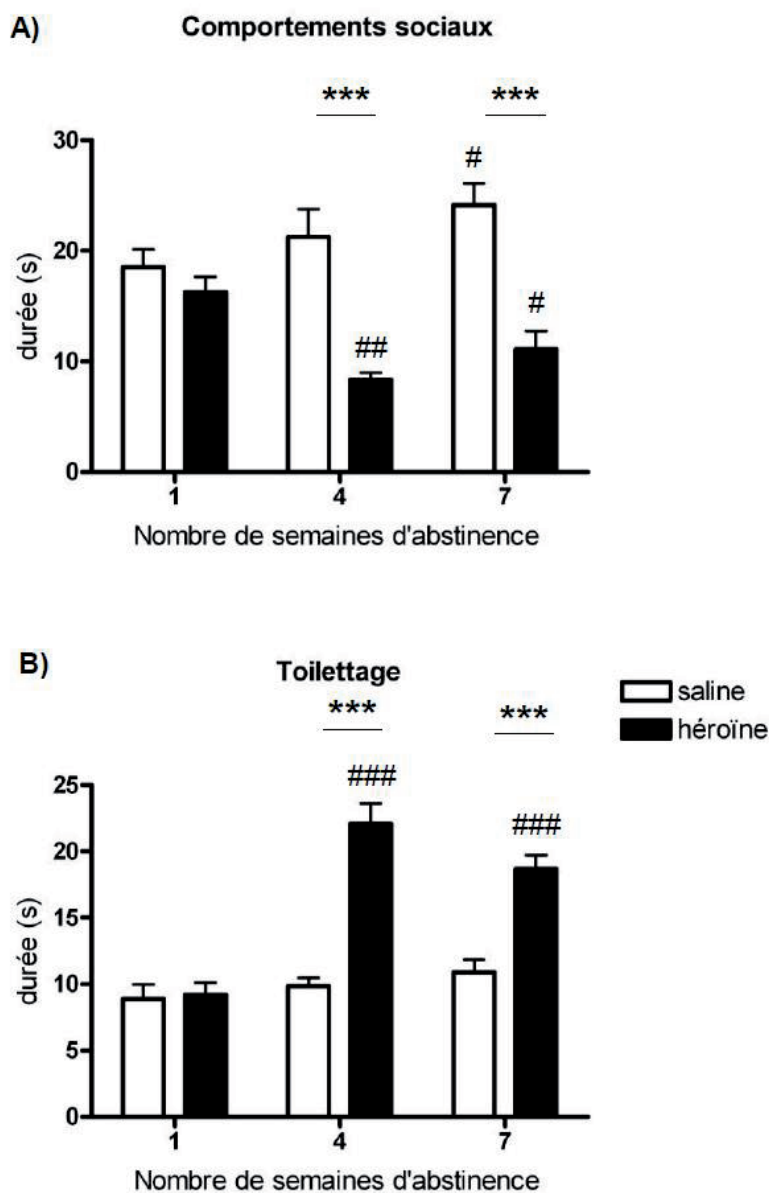 A)
Comportements sociaux
*** ***
30
#
20
#
##
durée (s)
10
0
1 4 7
Nombre de semaines d'abstinence
B)
Toilettage
saline
*** ***
héroïne
###
25
###
20
15
durée (s)
10
5
0
1 4 7
Nombre de semaines d'abstinence